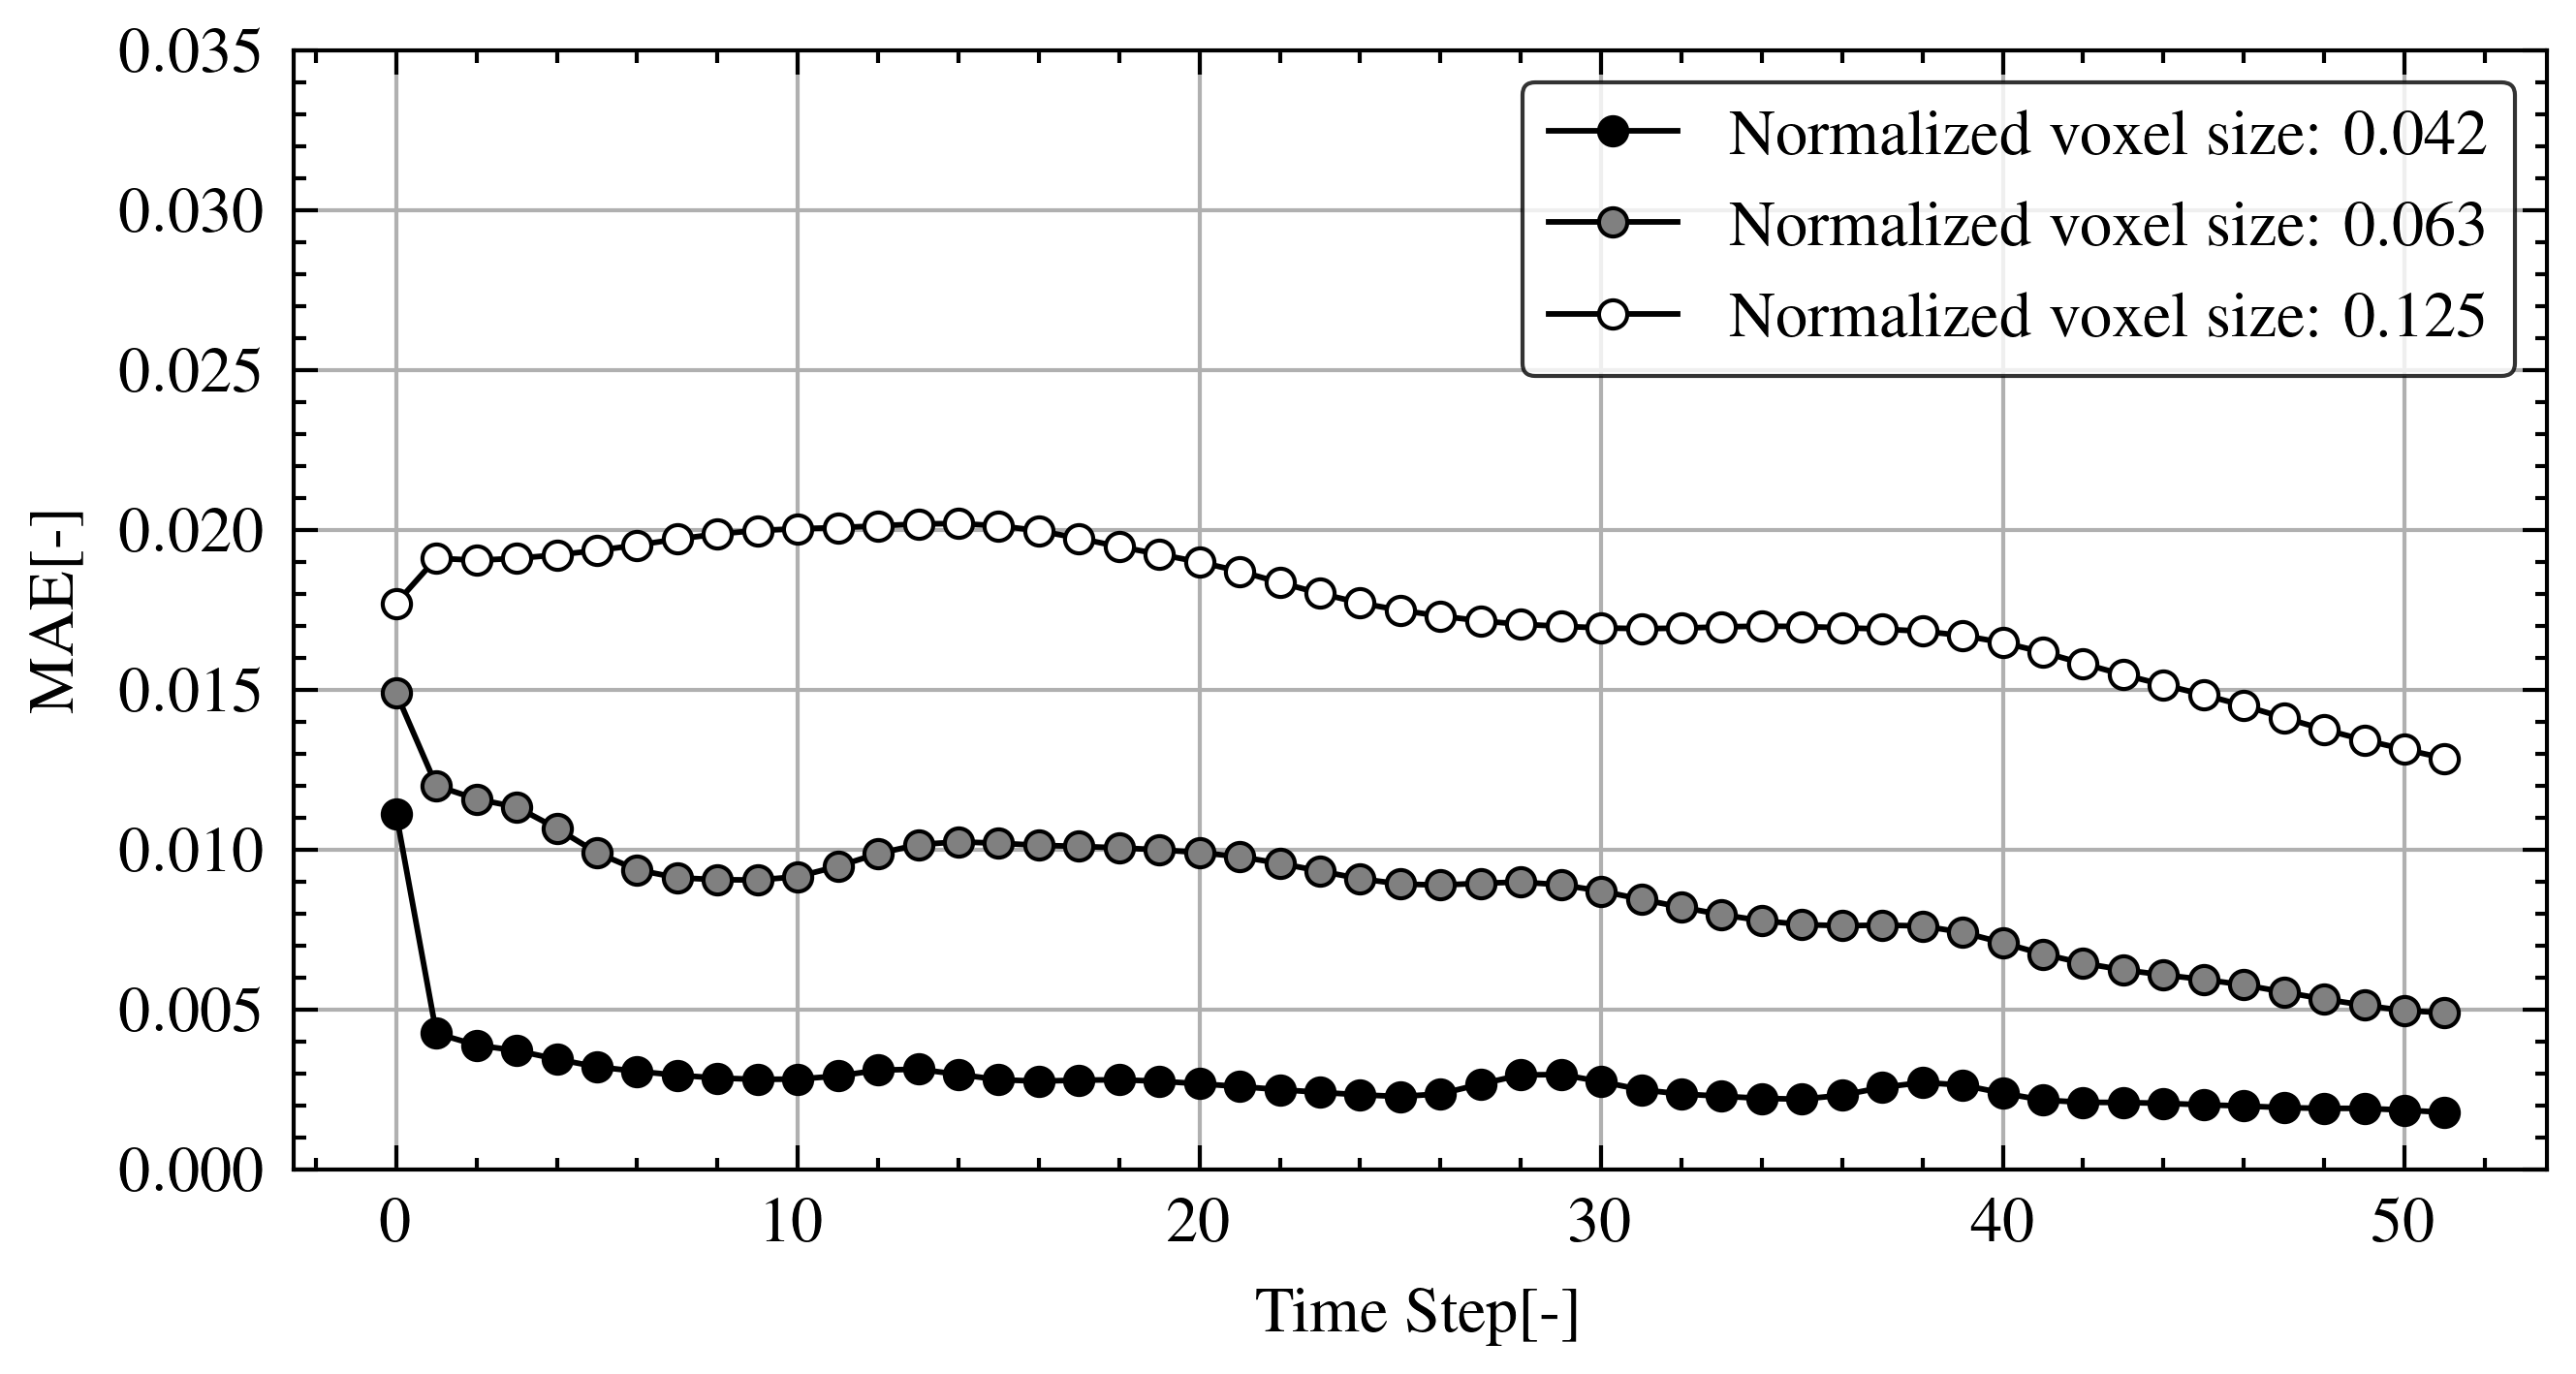 0.035
0.030
0.025
0.020
0.015
0.010
0.005
0.000
MAE[-]
Normalized voxel size: 0.042
Normalized voxel size: 0.063
Normalized voxel size: 0.125
0 10 20 30 40 50
Time Step[-]